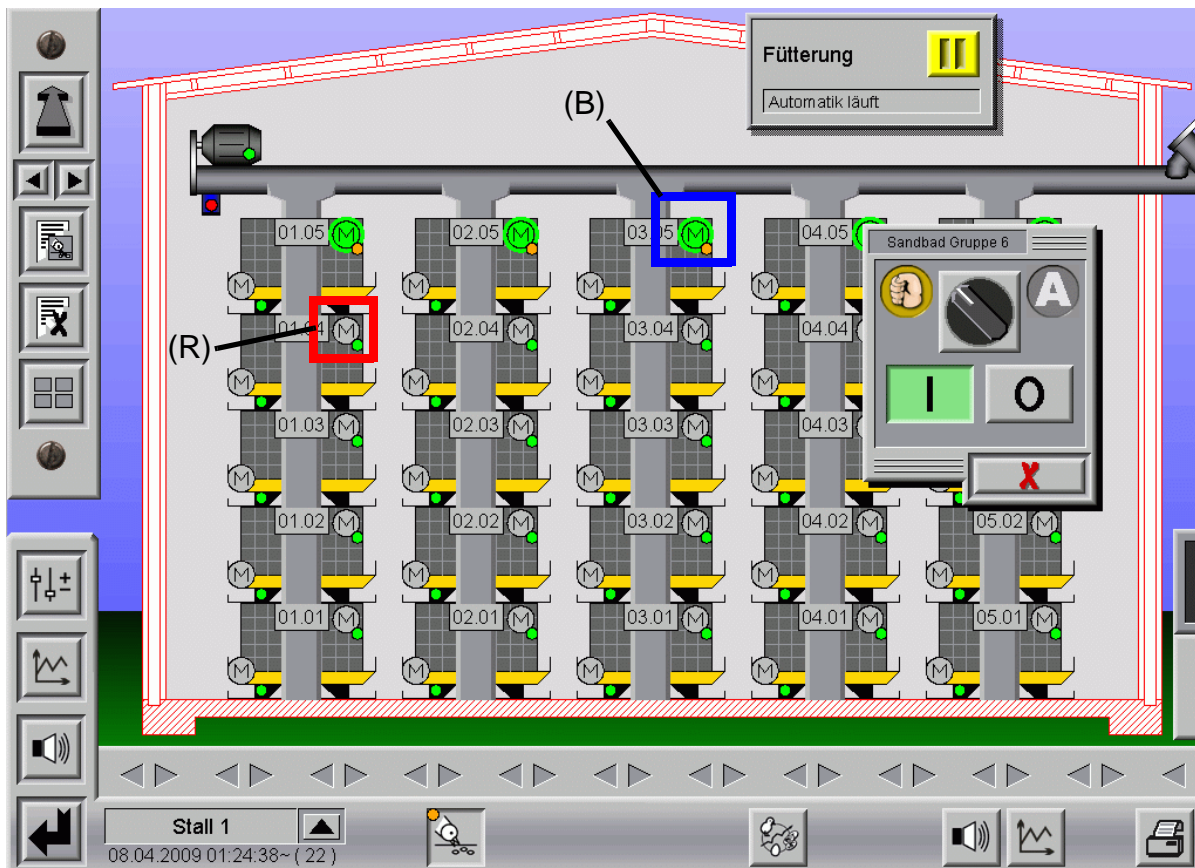 Fütterung
Automatik läuft
(B)
01.05 M
02.05 M
03.05 M
04.05
M M M M
Sandbad Gruppe 6
A
I O
X
(R)
01.04 M
02.04 M
03.04 M
04.04
M M M M
01.03 M
02.03 M
03.03 M
04.03
M M M M
01.02 M
02.02 M
03.02 M
04.02 M
05.02 M
M M M M M
01.01 M
02.01 M
03.01 M
04.01 M
05.01 M
M M M M M
Stall 1
08.04.2009 01:24:38~ ( 22 )